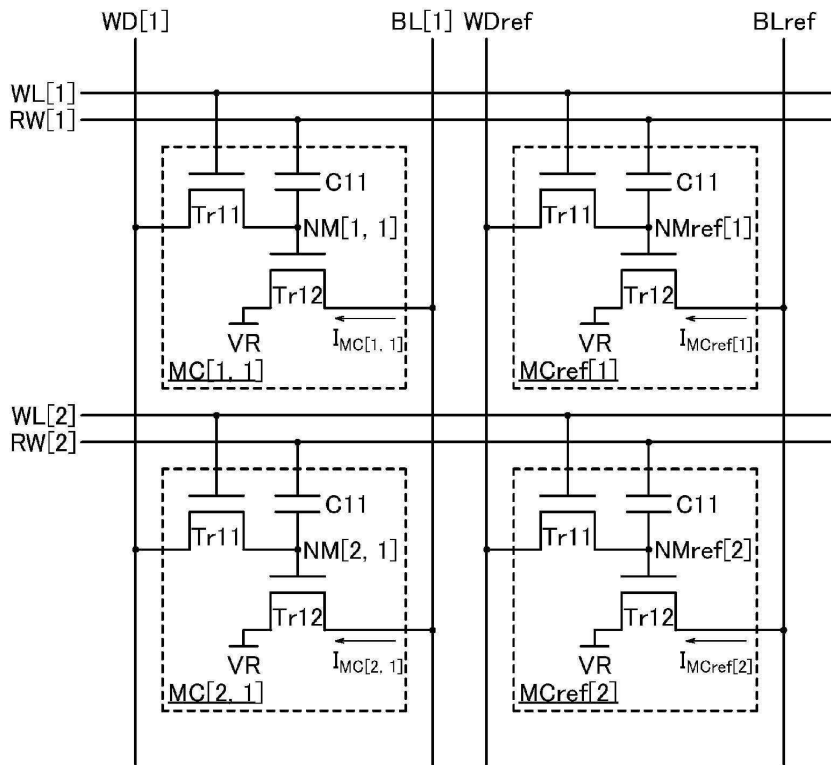 WD[1] BL[1] WDref BLref
WL[1]
RW[1]
C11 C11
Tr11 NM[1, 1] Tr11 NMref[1]
Tr12 Tr12
VR I_MC[1, 1] VR I_MCref[1]
MC[1, 1] MCref[1]
WL[2]
RW[2]
C11 C11
Tr11 NM[2, 1] Tr11 NMref[2]
Tr12 Tr12
VR I_MC[2, 1] VR I_MCref[2]
MC[2, 1] MCref[2]